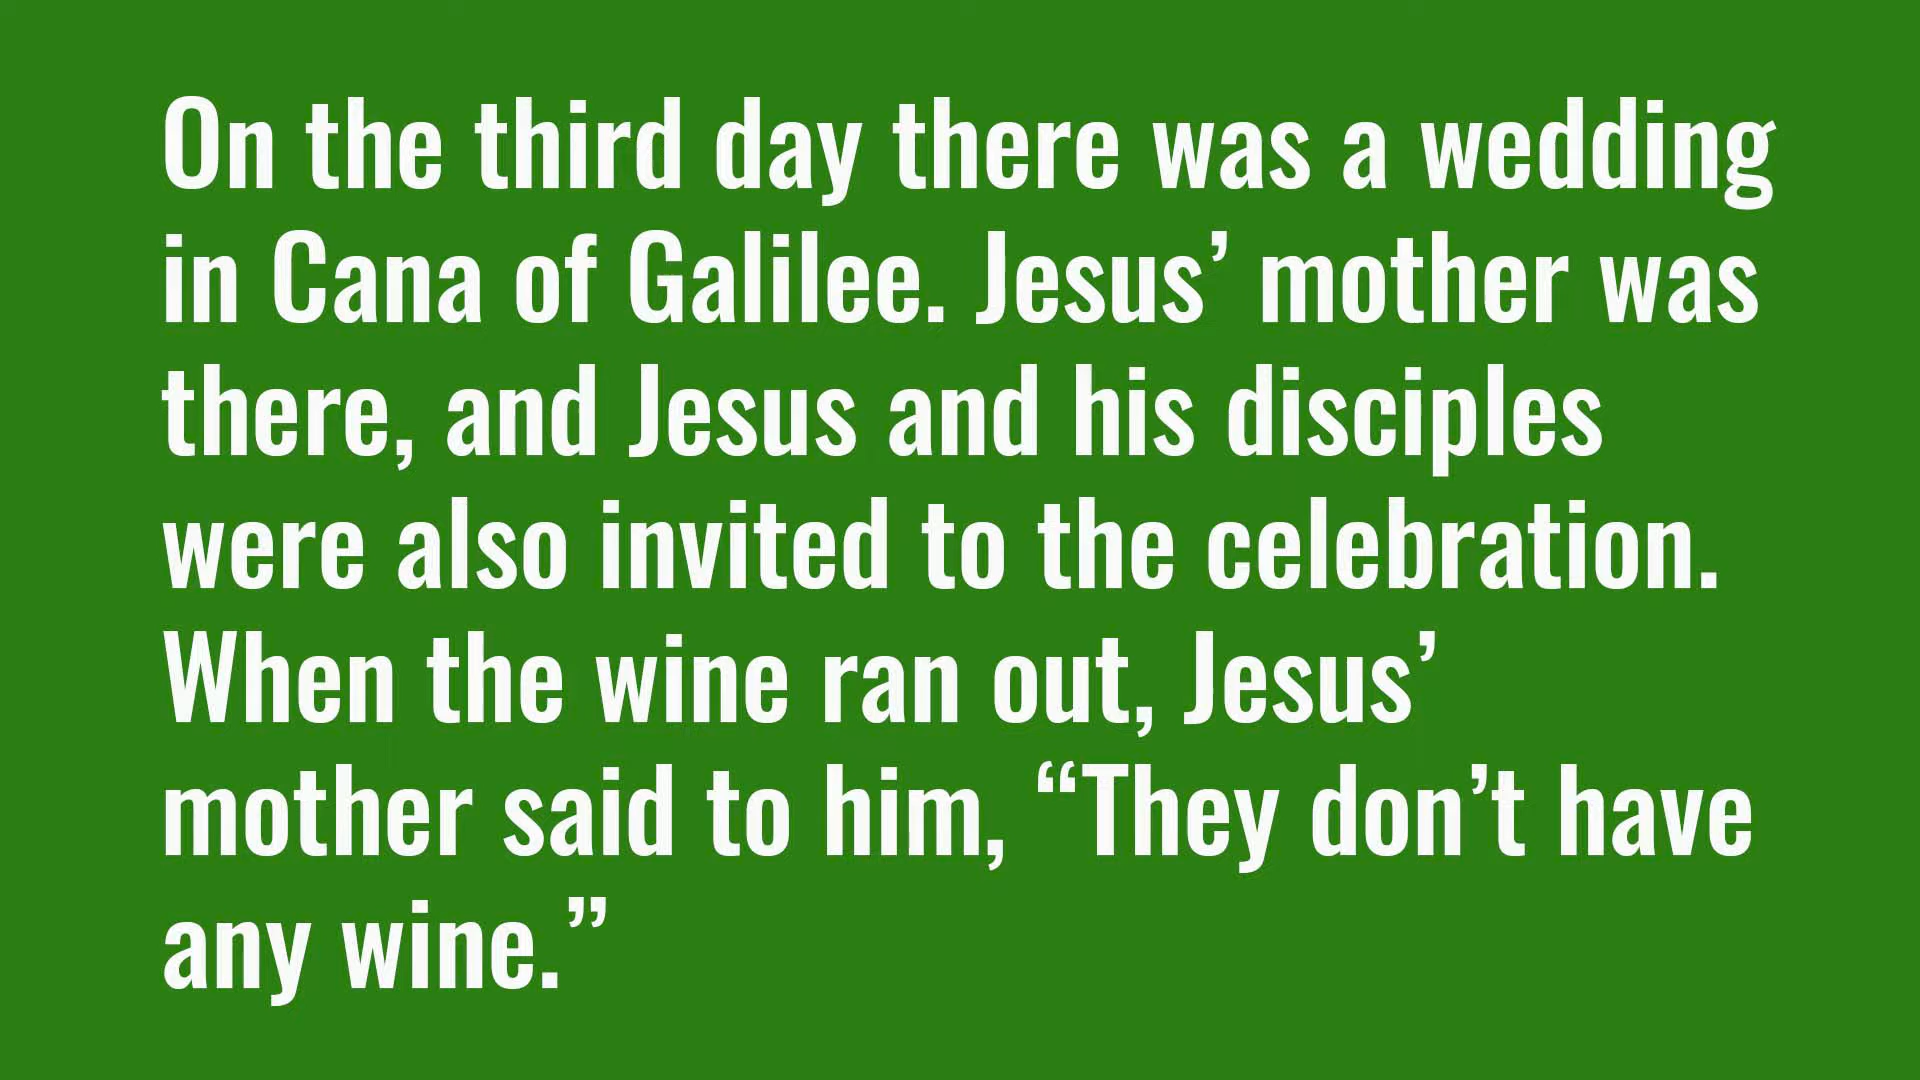 On the third day there was a wedding
in Cana of Galilee. Jesus’ mother was
there, and Jesus and his disciples
were also invited to the celebration.
When the wine ran out, Jesus’
mother said to him, “They don’t have
any wine.”